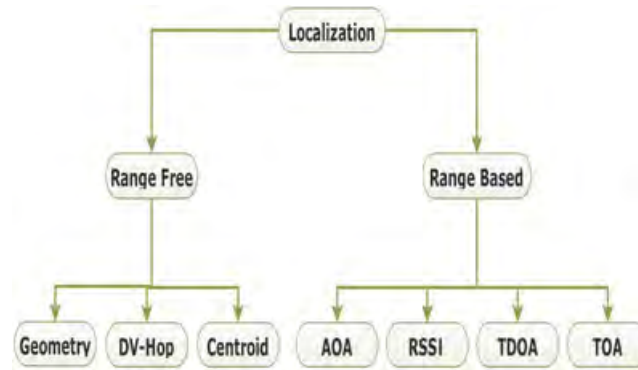 Localization
Range Free
Range Based
Geometry
DV-Hop
Centroid
AOA
RSSI
TDOA
TOA